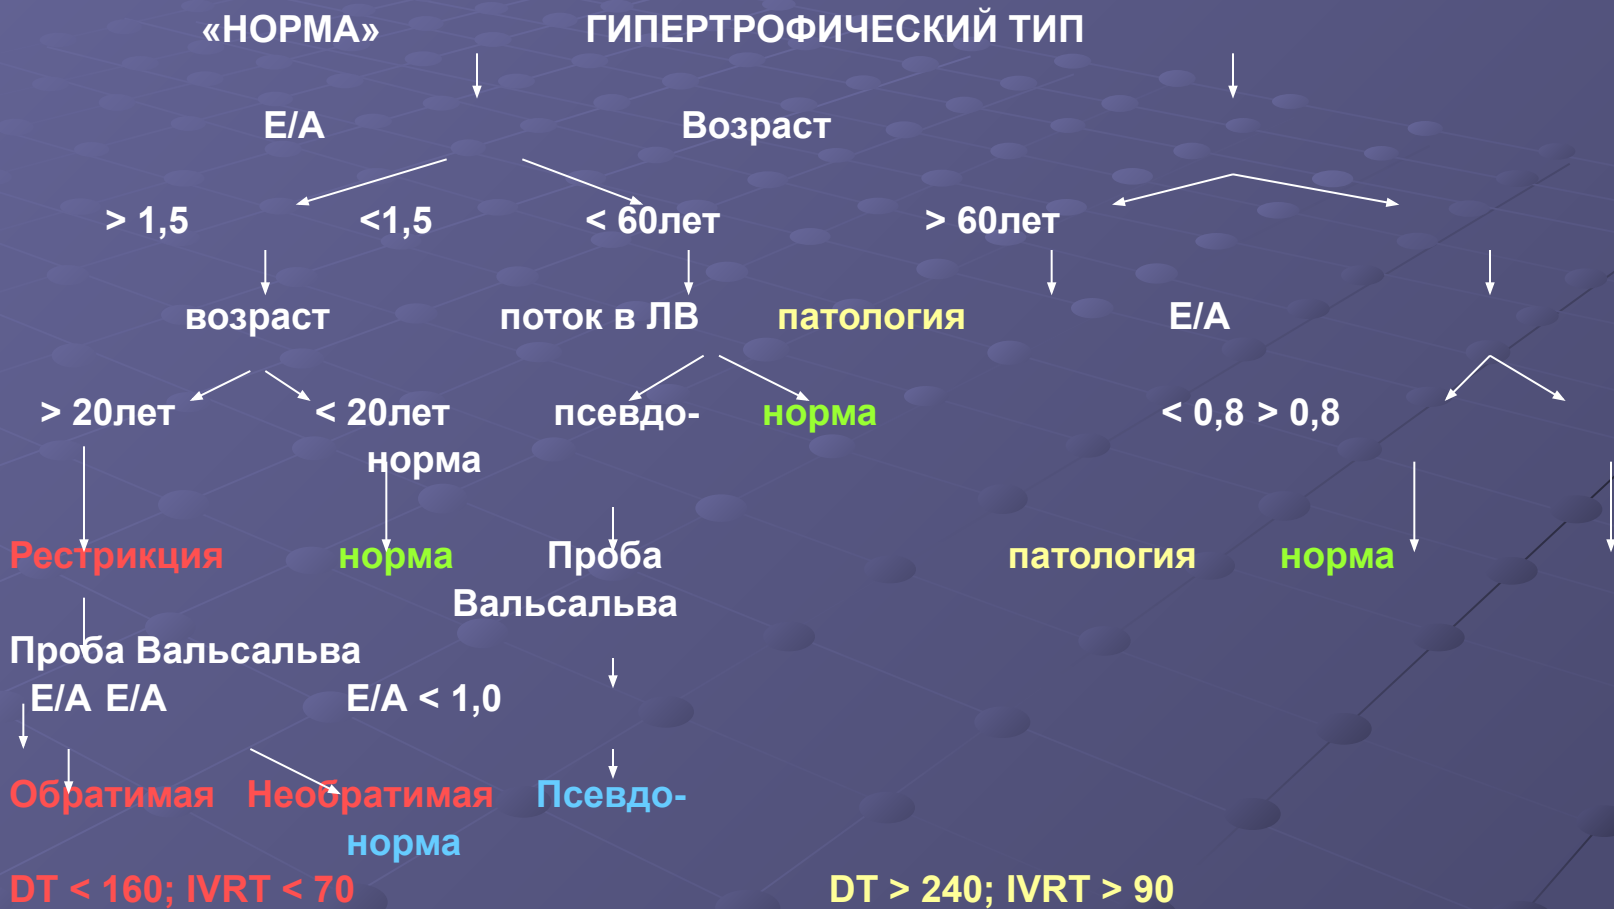 «НОРМА» ГИПЕРТРОФИЧЕСКИЙ ТИП
Е/А Возраст
> 1,5 <1,5 < 60лет > 60лет
возраст поток в ЛВ патология Е/А
> 20лет < 20лет псевдо- норма < 0,8 > 0,8
норма
Рестрикция норма Проба патология норма
Вальсальва
Проба Вальсальва
Е/А Е/А Е/А < 1,0
Обратимая Необратимая Псевдо-
норма
DT < 160; IVRT < 70 DT > 240; IVRT > 90